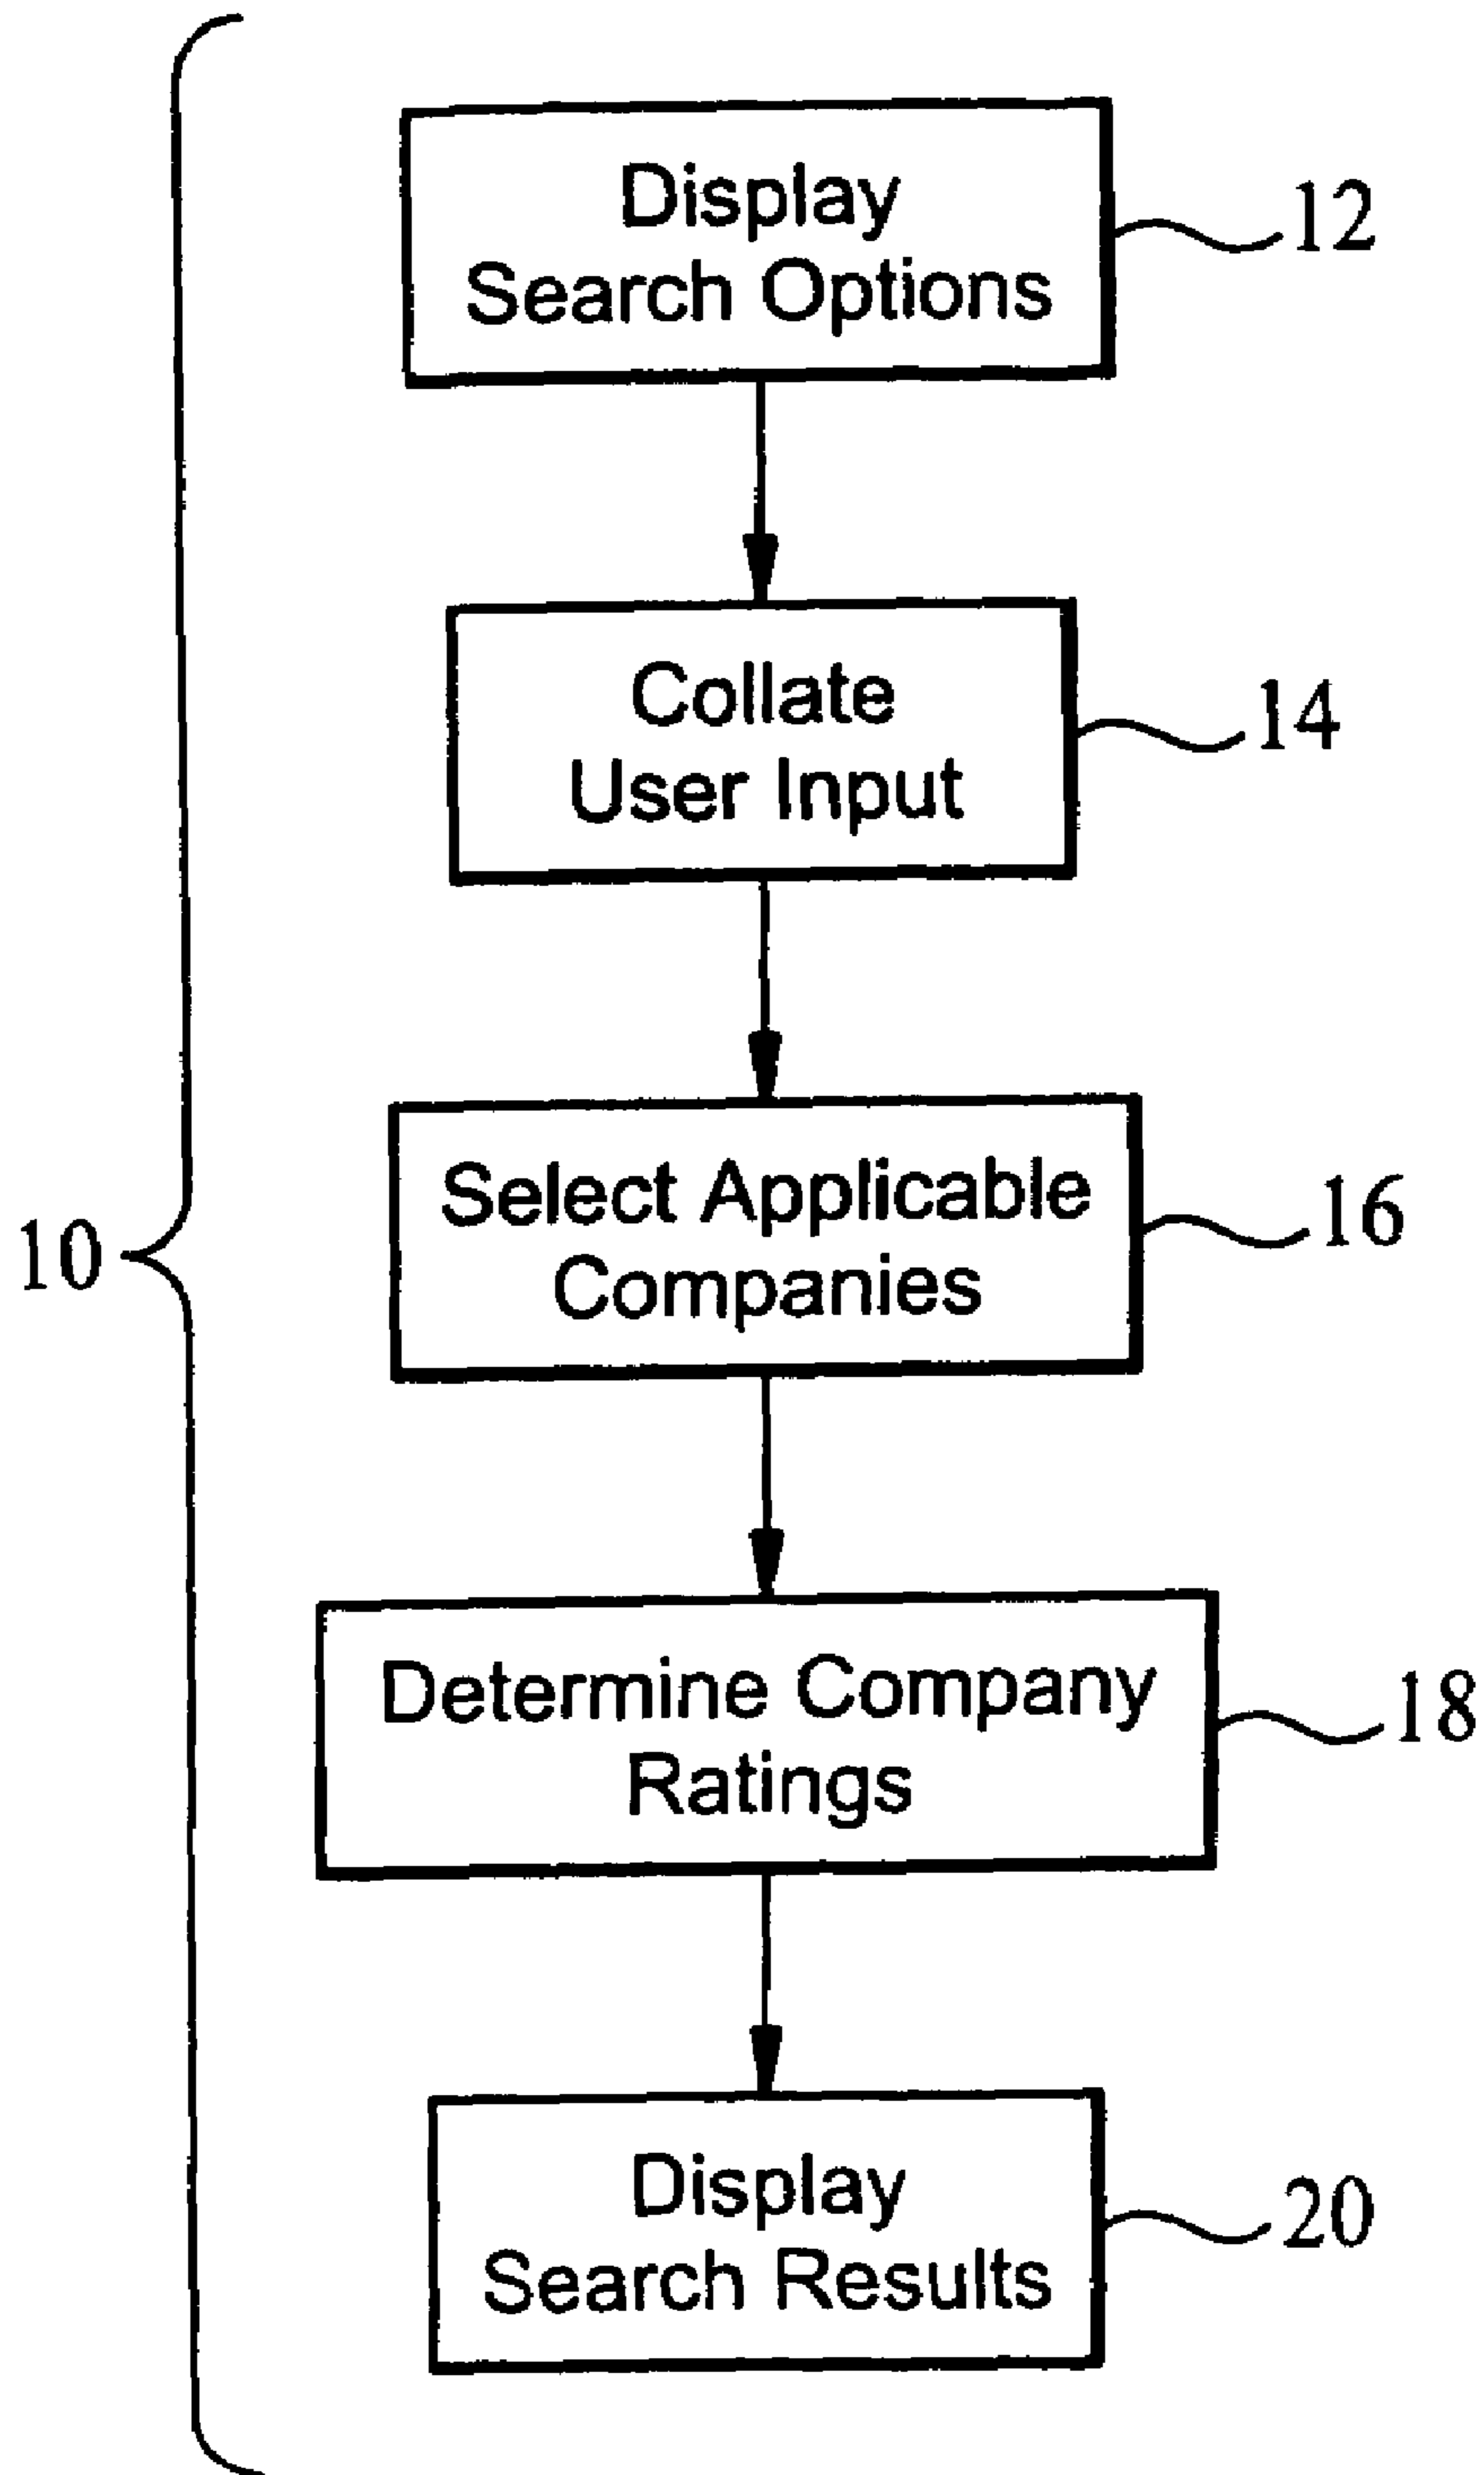 Display
Search Options
12
Collate
User Input
14
Select Applicable
Companies
16
10
Determine Company
Ratings
18
Display
Search Results
20